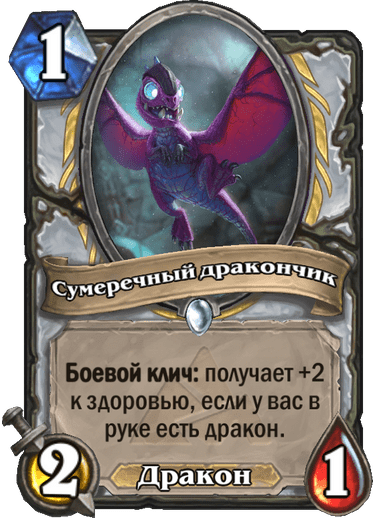 1
Сумеречный дракончик
Боевой клич: получает +2
к здоровью, если у вас в
руке есть дракон.
2
Дракон
1